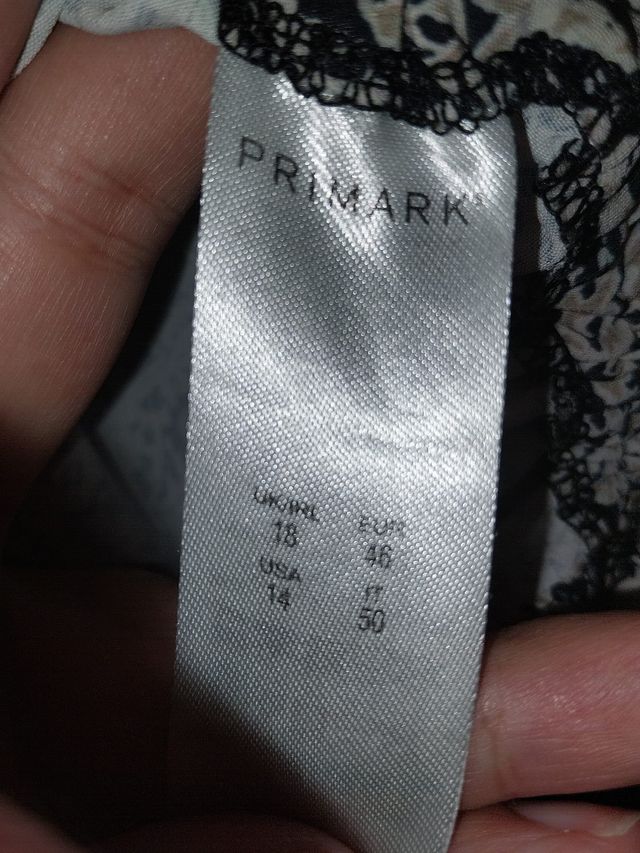 PRIMARK®
UK/IRL EUR
18 46
USA IT
14 50